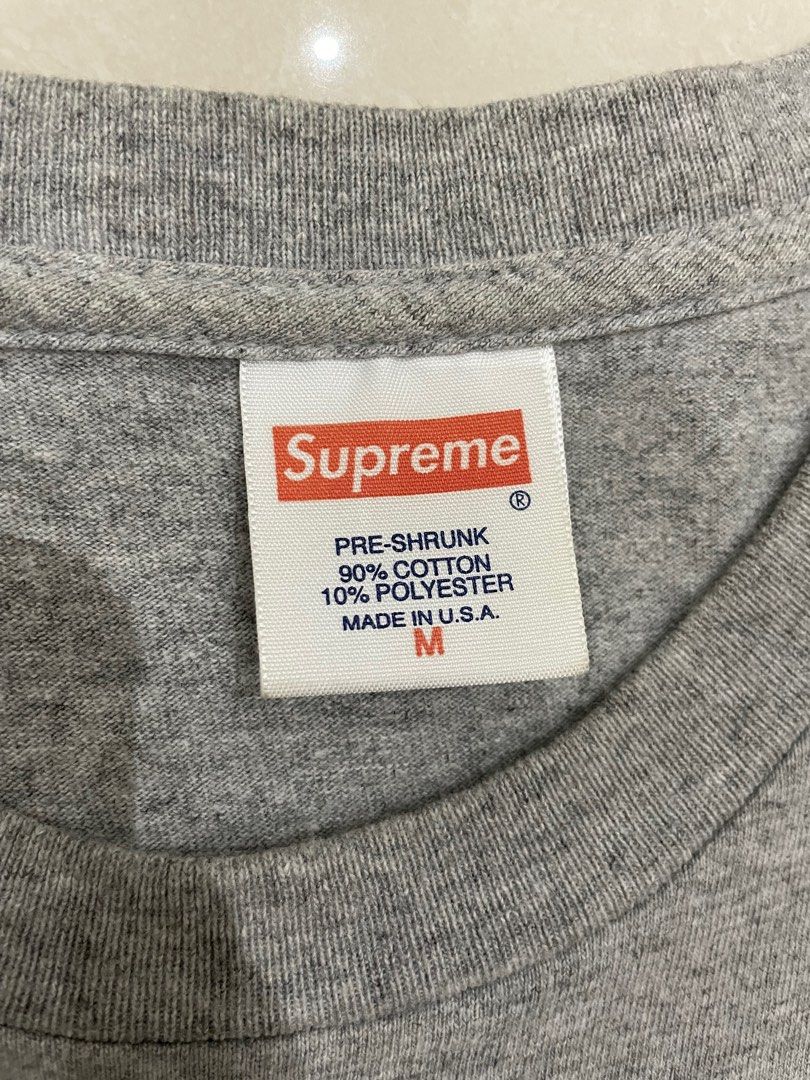 Supreme
®
PRE-SHRUNK
90% COTTON
10% POLYESTER
MADE IN U.S.A.
M